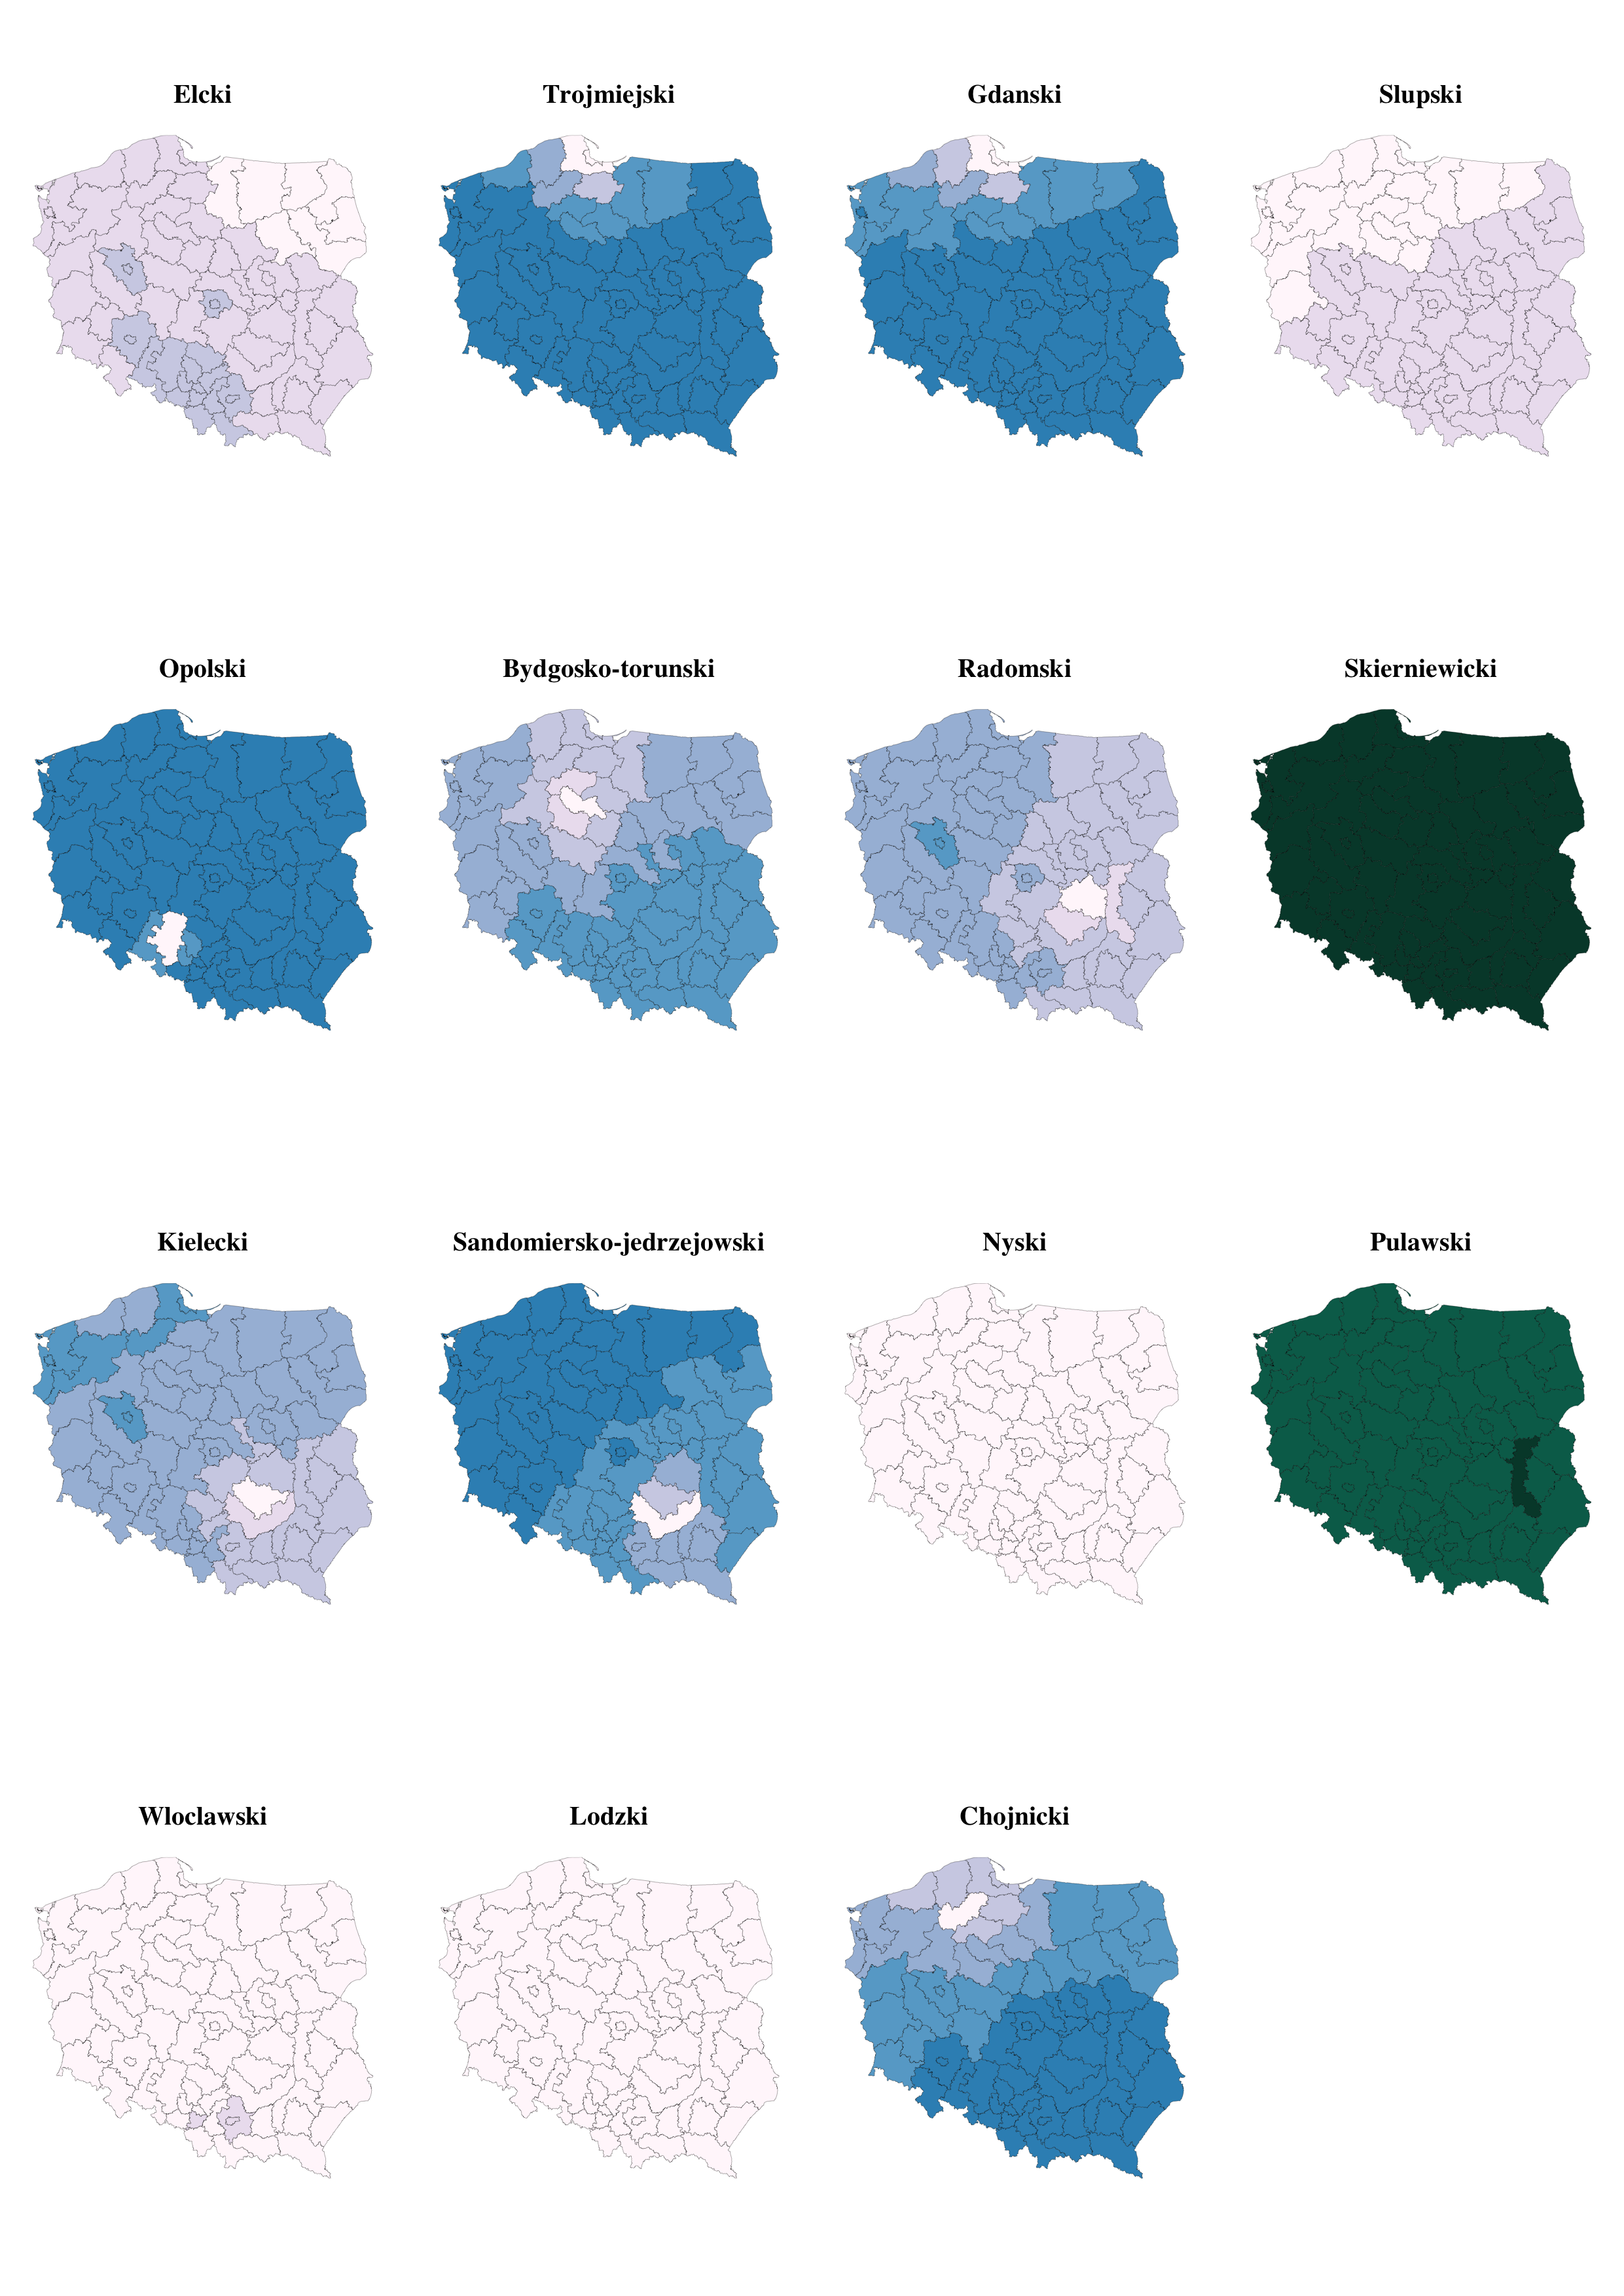 Elcki
Trojmiejski
Gdanski
Slupski
Opolski
Bydgosko-torunski
Radomski
Skierniewicki
Kielecki
Sandomiersko-jedrzejowski
Nyski
Pulawski
Wloclawski
Lodzki
Chojnicki